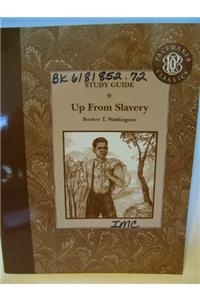 PACEMAKER
CLASSICS
BK 6181852.72
STUDY GUIDE
Up From Slavery
Booker T. Washington
IMC